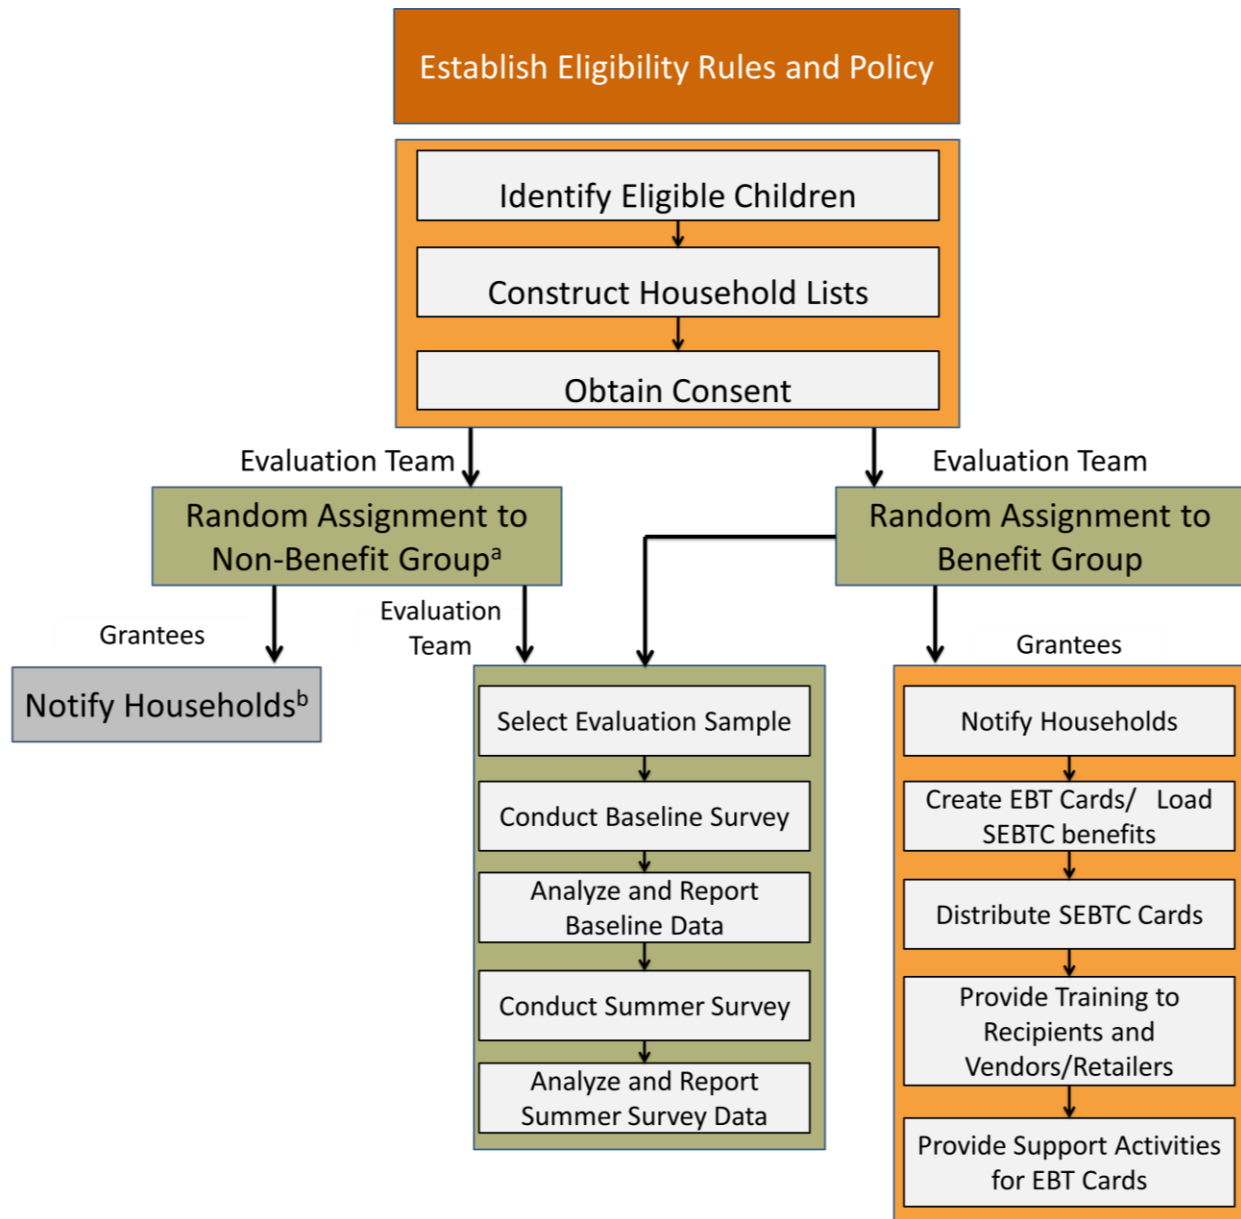 Establish Eligibility Rules and Policy
Identify Eligible Children
Construct Household Lists
Obtain Consent
Evaluation Team
Evaluation Team
Random Assignment to
Non-Benefit Groupᵃ
Random Assignment to
Benefit Group
Grantees
Evaluation
Team
Grantees
Notify Householdsᵇ
Select Evaluation Sample
Conduct Baseline Survey
Analyze and Report
Baseline Data
Conduct Summer Survey
Analyze and Report
Summer Survey Data
Notify Households
Create EBT Cards/ Load
SEBTC benefits
Distribute SEBTC Cards
Provide Training to
Recipients and
Vendors/Retailers
Provide Support Activities
for EBT Cards